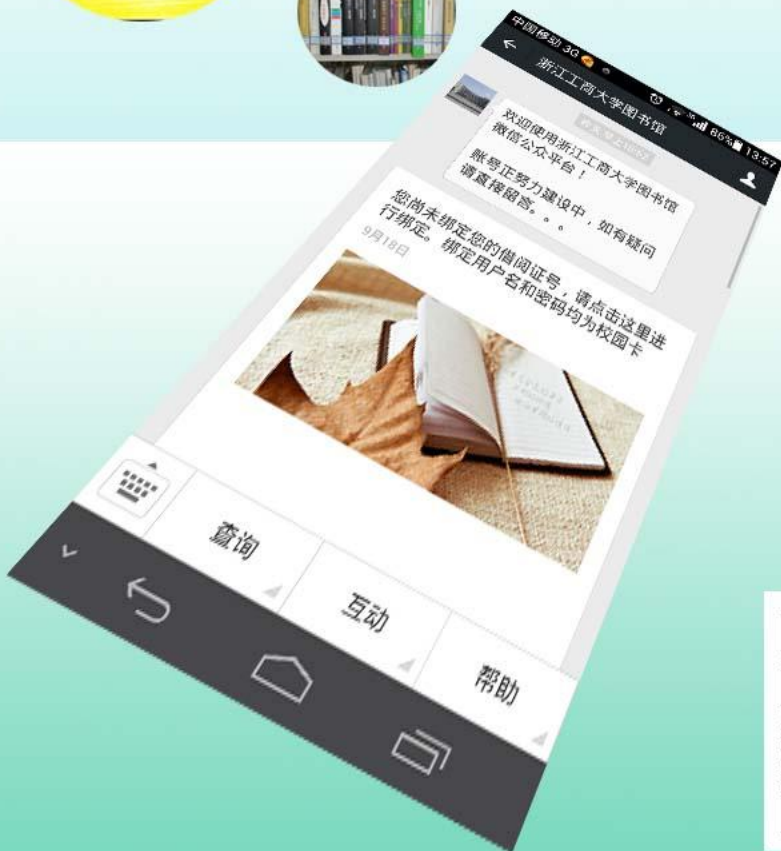 中国移动 3G 86% 13:57
浙江工商大学图书馆
欢迎使用浙江工商大学图书馆
微信公众平台！
账号正努力建设中，如有疑问
请直接留言。。。
您尚未绑定您的借阅证号，请点击这里进
行绑定。绑定用户名和密码均为校园卡
9月18日
查询
互动
帮助